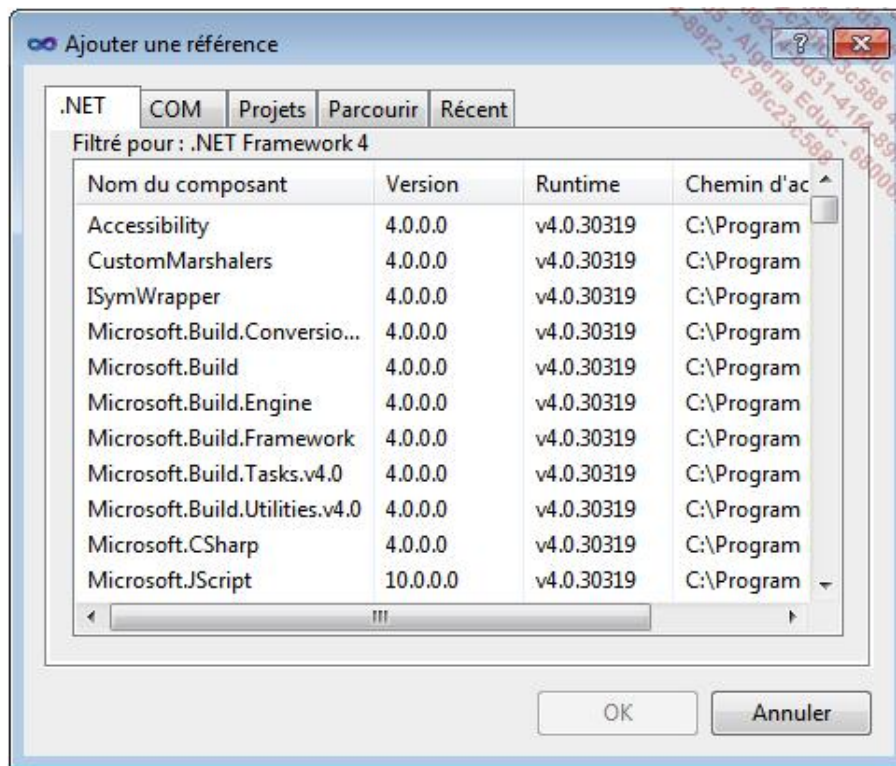 Ajouter une référence
.NET COM Projets Parcourir Récent
Filtré pour : .NET Framework 4
Nom du composant Version Runtime Chemin d'ac
Accessibility 4.0.0.0 v4.0.30319 C:\Program
CustomMarshalers 4.0.0.0 v4.0.30319 C:\Program
ISymWrapper 4.0.0.0 v4.0.30319 C:\Program
Microsoft.Build.Conversio... 4.0.0.0 v4.0.30319 C:\Program
Microsoft.Build 4.0.0.0 v4.0.30319 C:\Program
Microsoft.Build.Engine 4.0.0.0 v4.0.30319 C:\Program
Microsoft.Build.Framework 4.0.0.0 v4.0.30319 C:\Program
Microsoft.Build.Tasks.v4.0 4.0.0.0 v4.0.30319 C:\Program
Microsoft.Build.Utilities.v4.0 4.0.0.0 v4.0.30319 C:\Program
Microsoft.CSharp 4.0.0.0 v4.0.30319 C:\Program
Microsoft.JScript 10.0.0.0 v4.0.30319 C:\Program
OK Annuler
Algeria Educ